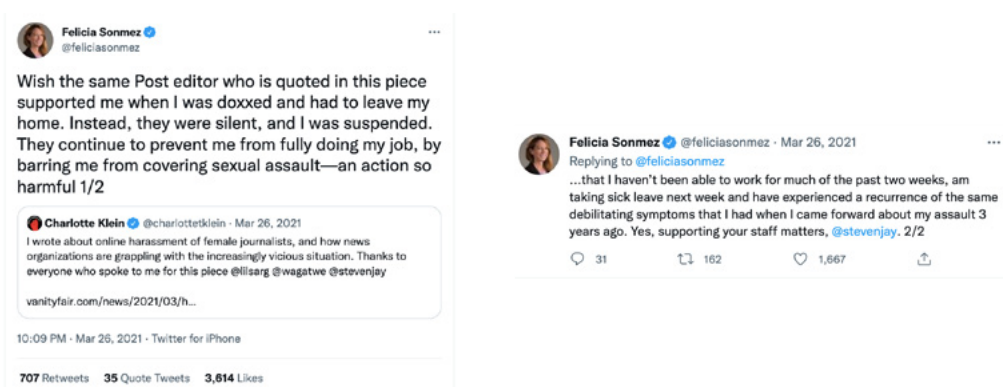 Felicia Sonmez
@feliciasonmez
Wish the same Post editor who is quoted in this piece
supported me when I was doxxed and had to leave my
home. Instead, they were silent, and I was suspended.
They continue to prevent me from fully doing my job, by
barring me from covering sexual assault—an action so
harmful 1/2
Charlotte Klein @charlottetklein · Mar 26, 2021
I wrote about online harassment of female journalists, and how news
organizations are grappling with the increasingly vicious situation. Thanks to
everyone who spoke to me for this piece @lilsarg @wagatwe @stevenjay
vanityfair.com/news/2021/03/h...
10:09 PM · Mar 26, 2021 · Twitter for iPhone
707 Retweets 35 Quote Tweets 3,614 Likes
Felicia Sonmez @feliciasonmez · Mar 26, 2021
Replying to @feliciasonmez
...that I haven't been able to work for much of the past two weeks, am
taking sick leave next week and have experienced a recurrence of the same
debilitating symptoms that I had when I came forward about my assault 3
years ago. Yes, supporting your staff matters, @stevenjay. 2/2
31 162 1,667